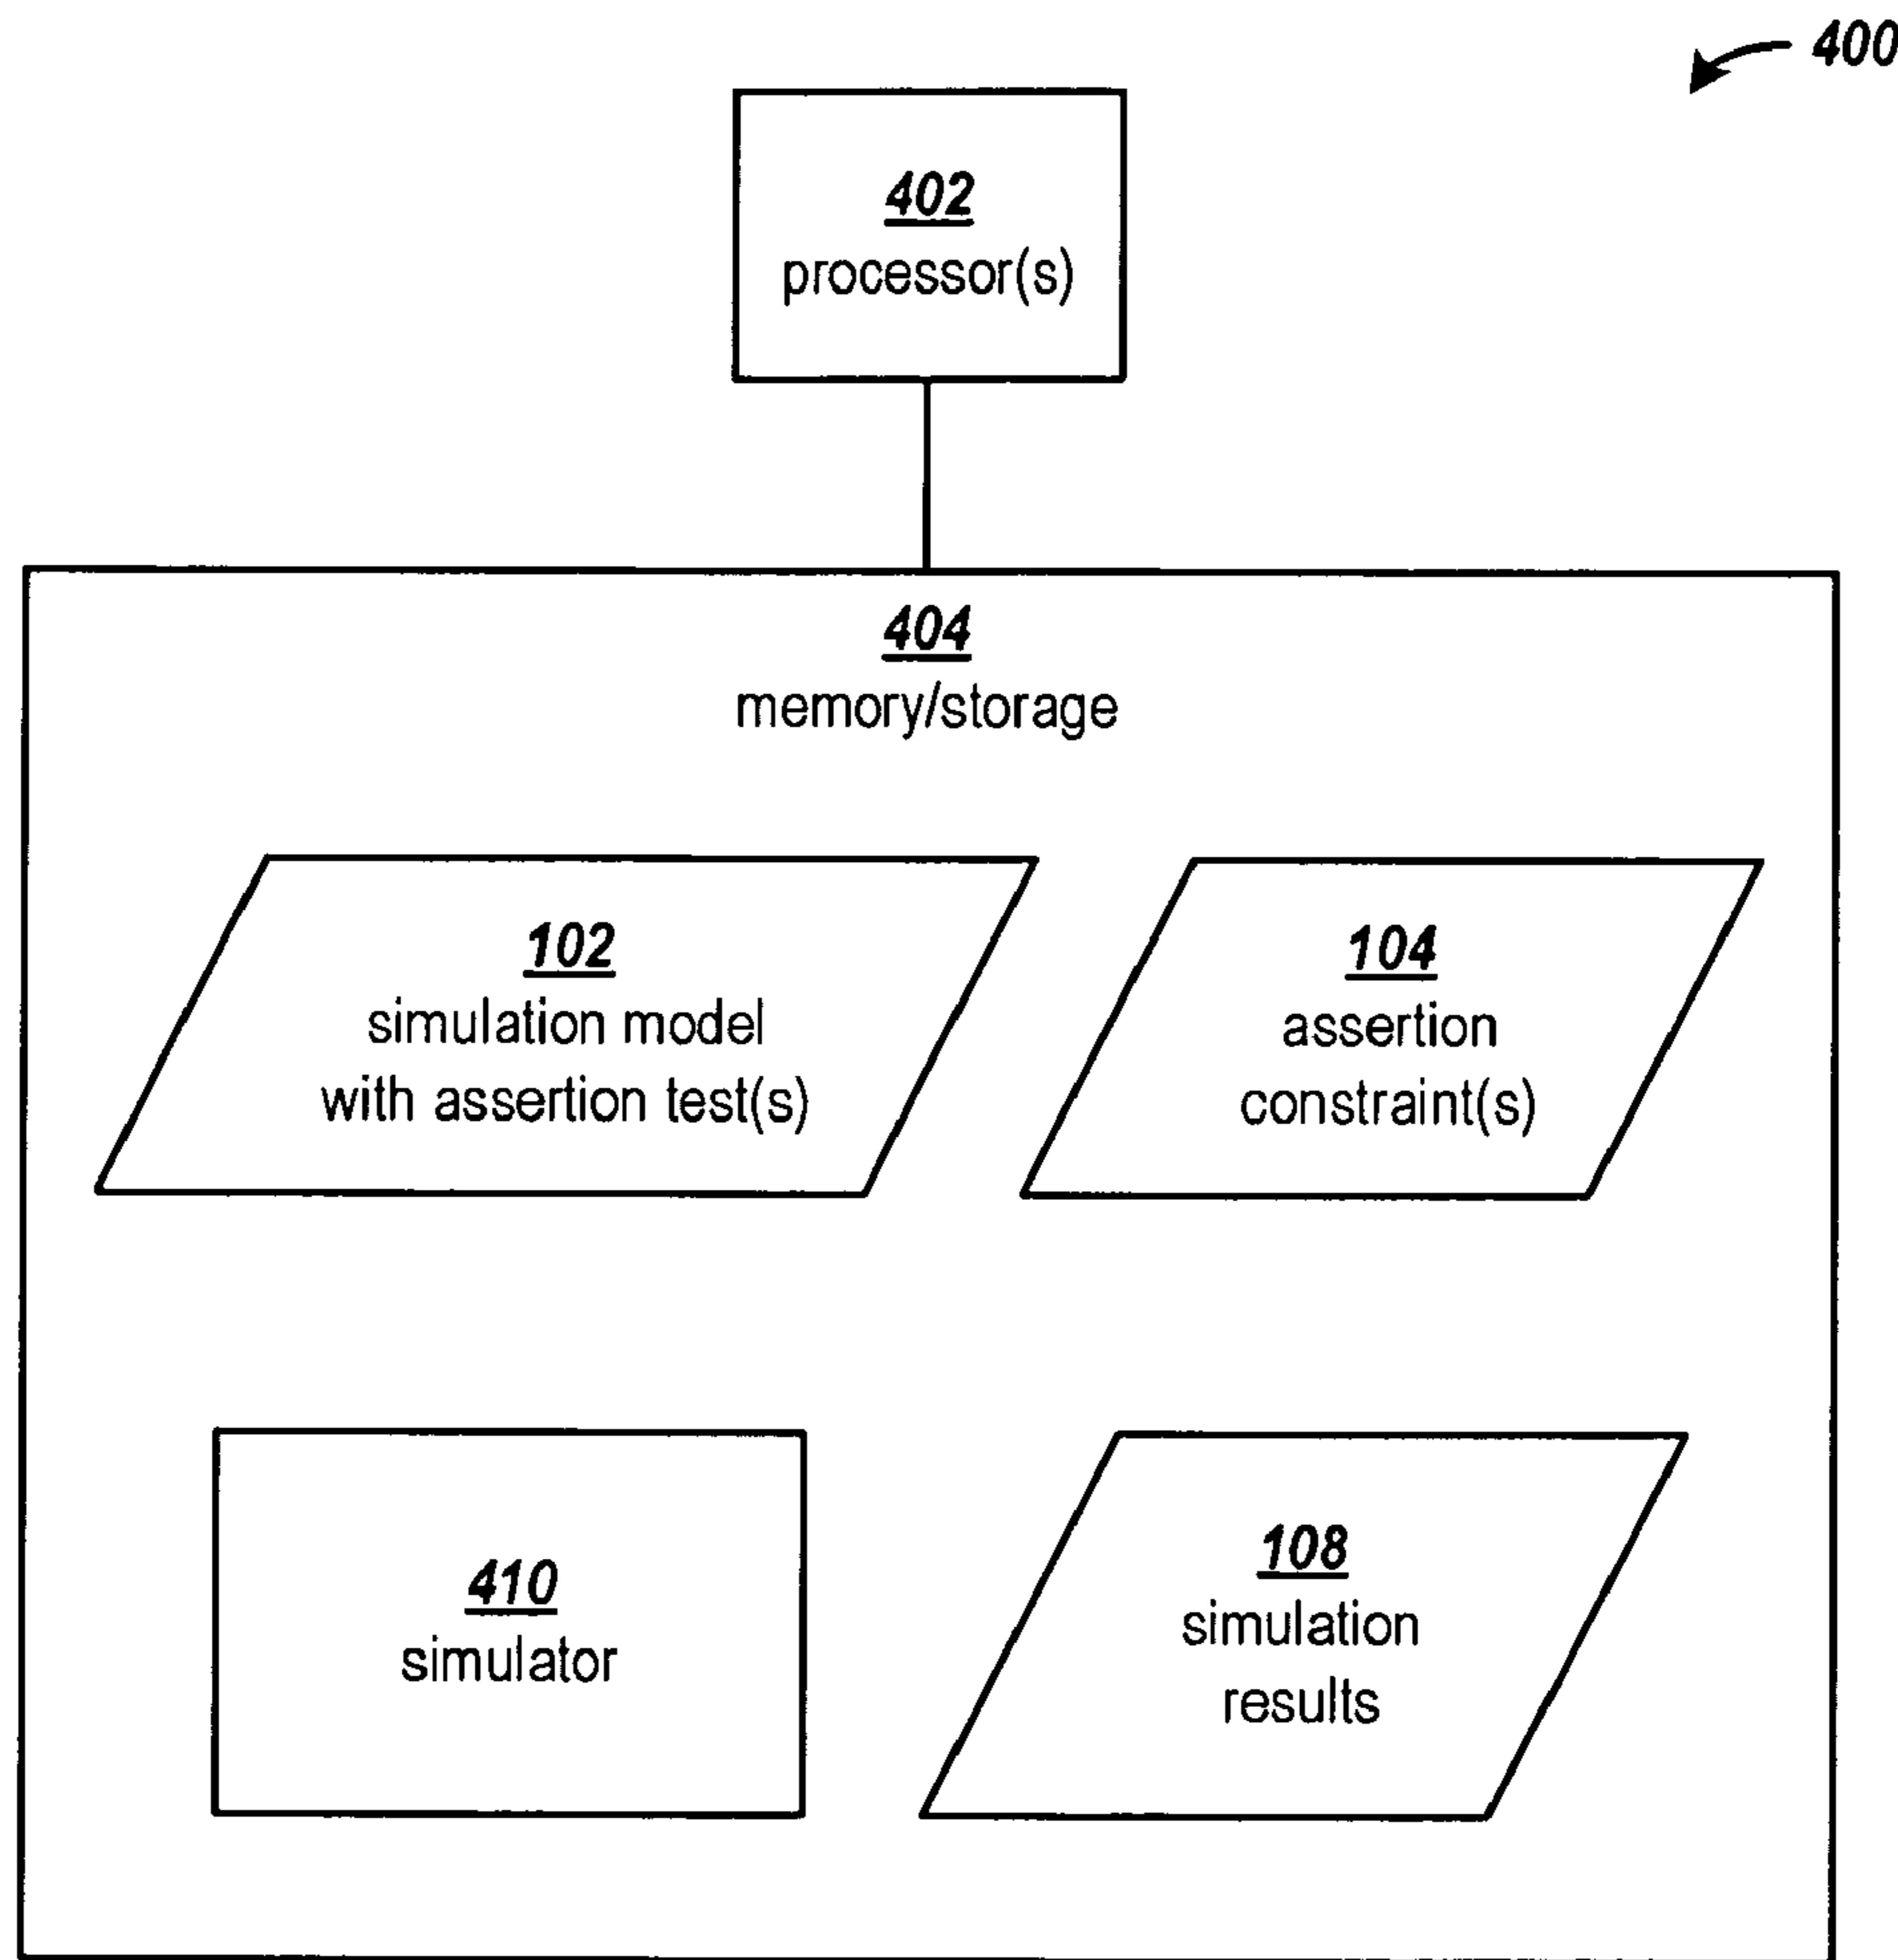 400
402
processor(s)
404
memory/storage
102
simulation model
with assertion test(s)
104
assertion
constraint(s)
410
simulator
108
simulation
results